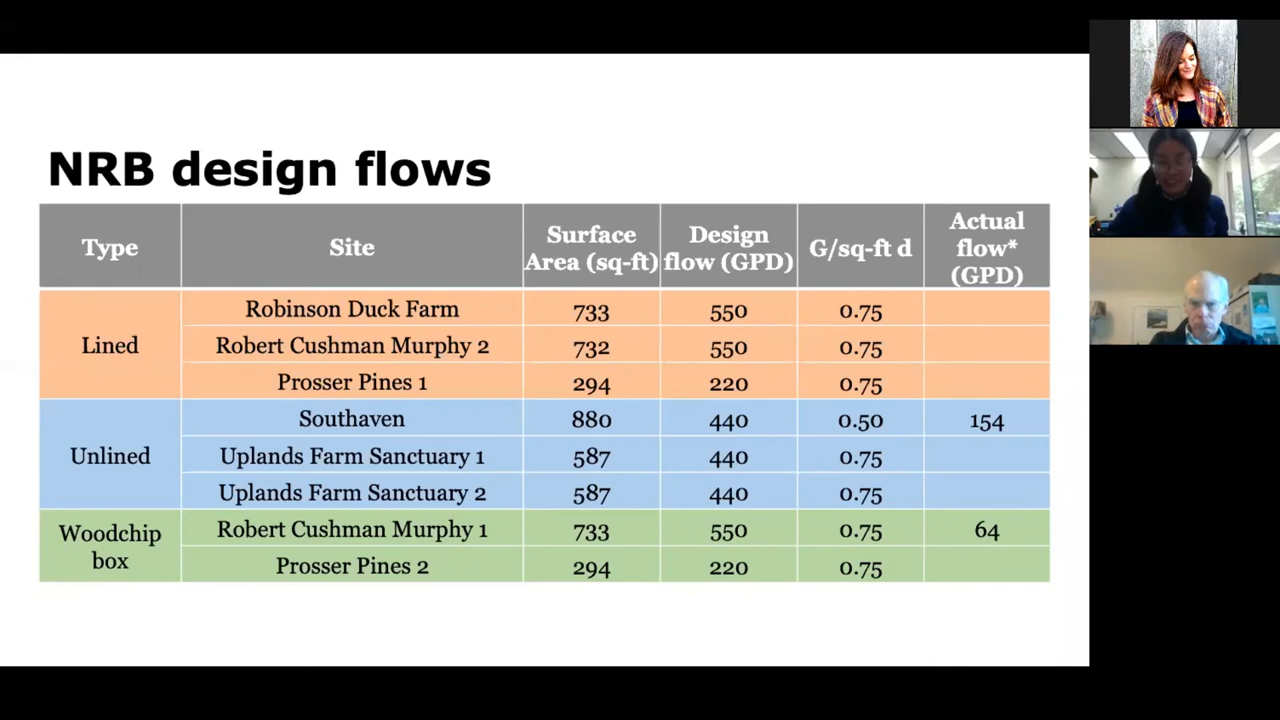 NRB design flows
Type Site Surface Area (sq-ft) Design flow (GPD) G/sq-ft d Actual flow* (GPD)
Lined Robinson Duck Farm 733 550 0.75
Robert Cushman Murphy 2 732 550 0.75
Prosser Pines 1 294 220 0.75
Unlined Southaven 880 440 0.50 154
Uplands Farm Sanctuary 1 587 440 0.75
Uplands Farm Sanctuary 2 587 440 0.75
Woodchip box Robert Cushman Murphy 1 733 550 0.75 64
Prosser Pines 2 294 220 0.75